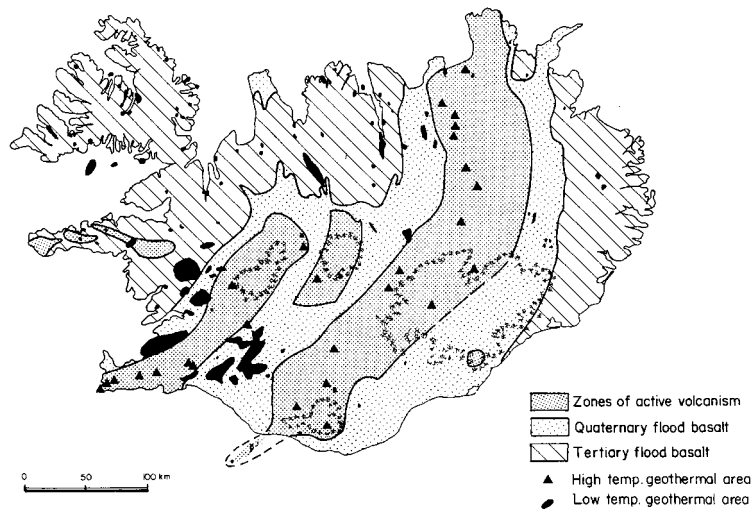 Zones of active volcanism
Quaternary flood basalt
Tertiary flood basalt
High temp. geothermal area
Low temp. geothermal area
0 50 100 km